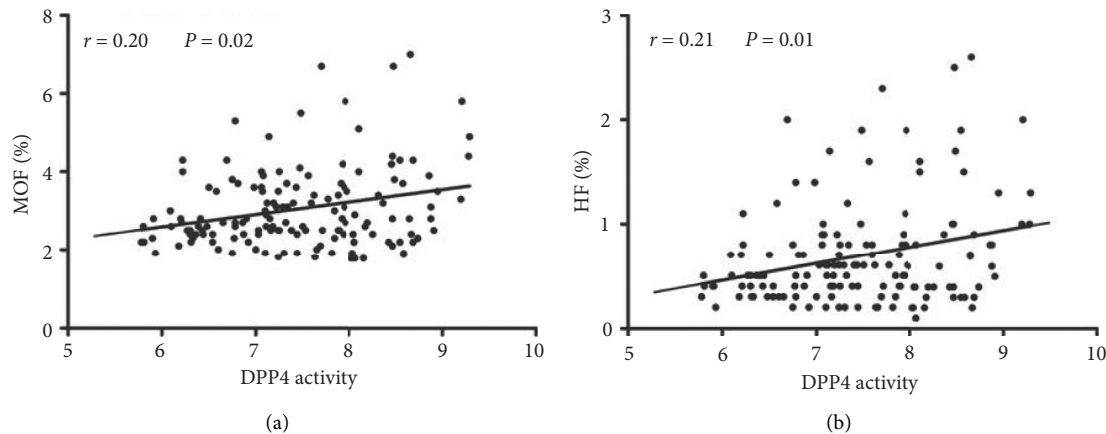 r = 0.20 P = 0.02
8
6
4
2
0
MOF (%)
5 6 7 8 9 10
DPP4 activity
(a)
r = 0.21 P = 0.01
3
2
1
0
HF (%)
5 6 7 8 9 10
DPP4 activity
(b)